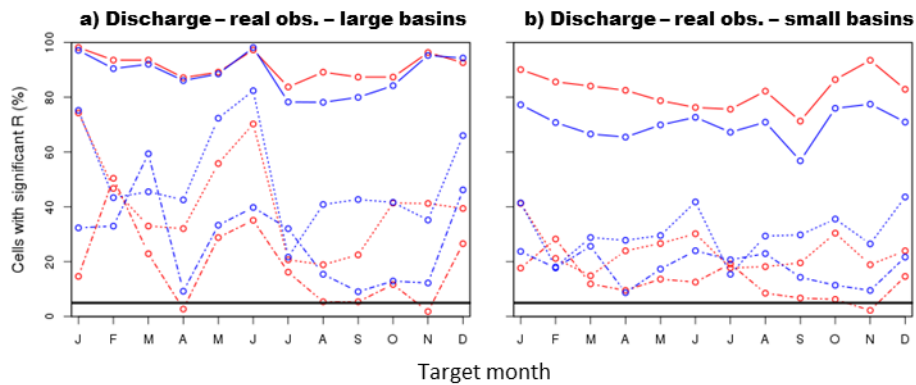 a) Discharge – real obs. – large basins
b) Discharge – real obs. – small basins
Cells with significant R (%)
100
80
60
40
20
0
J F M A M J J A S O N D
J F M A M J J A S O N D
Target month